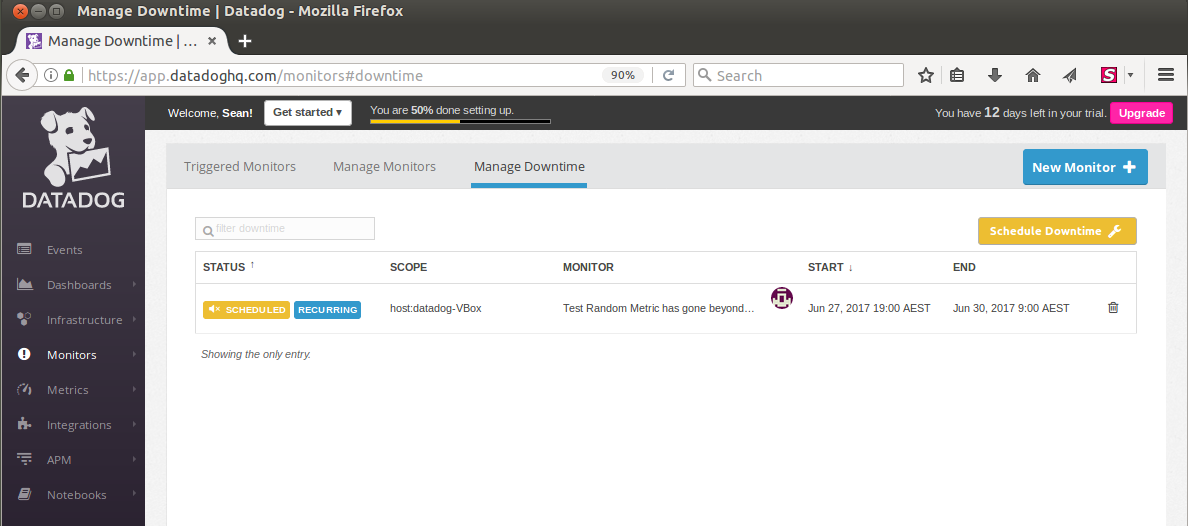 Manage Downtime | Datadog - Mozilla Firefox
Manage Downtime | ...
https://app.datadoghq.com/monitors#downtime 90% Search
Welcome, Sean! Get started ▾ You are 50% done setting up. You have 12 days left in your trial. Upgrade
DATADOG
Events
Dashboards
Infrastructure
Monitors
Metrics
Integrations
APM
Notebooks
Triggered Monitors Manage Monitors Manage Downtime New Monitor +
filter downtime Schedule Downtime
STATUS ↑ SCOPE MONITOR START ↓ END
SCHEDULED RECURRING host:datadog-VBox Test Random Metric has gone beyond... Jun 27, 2017 19:00 AEST Jun 30, 2017 9:00 AEST
Showing the only entry.